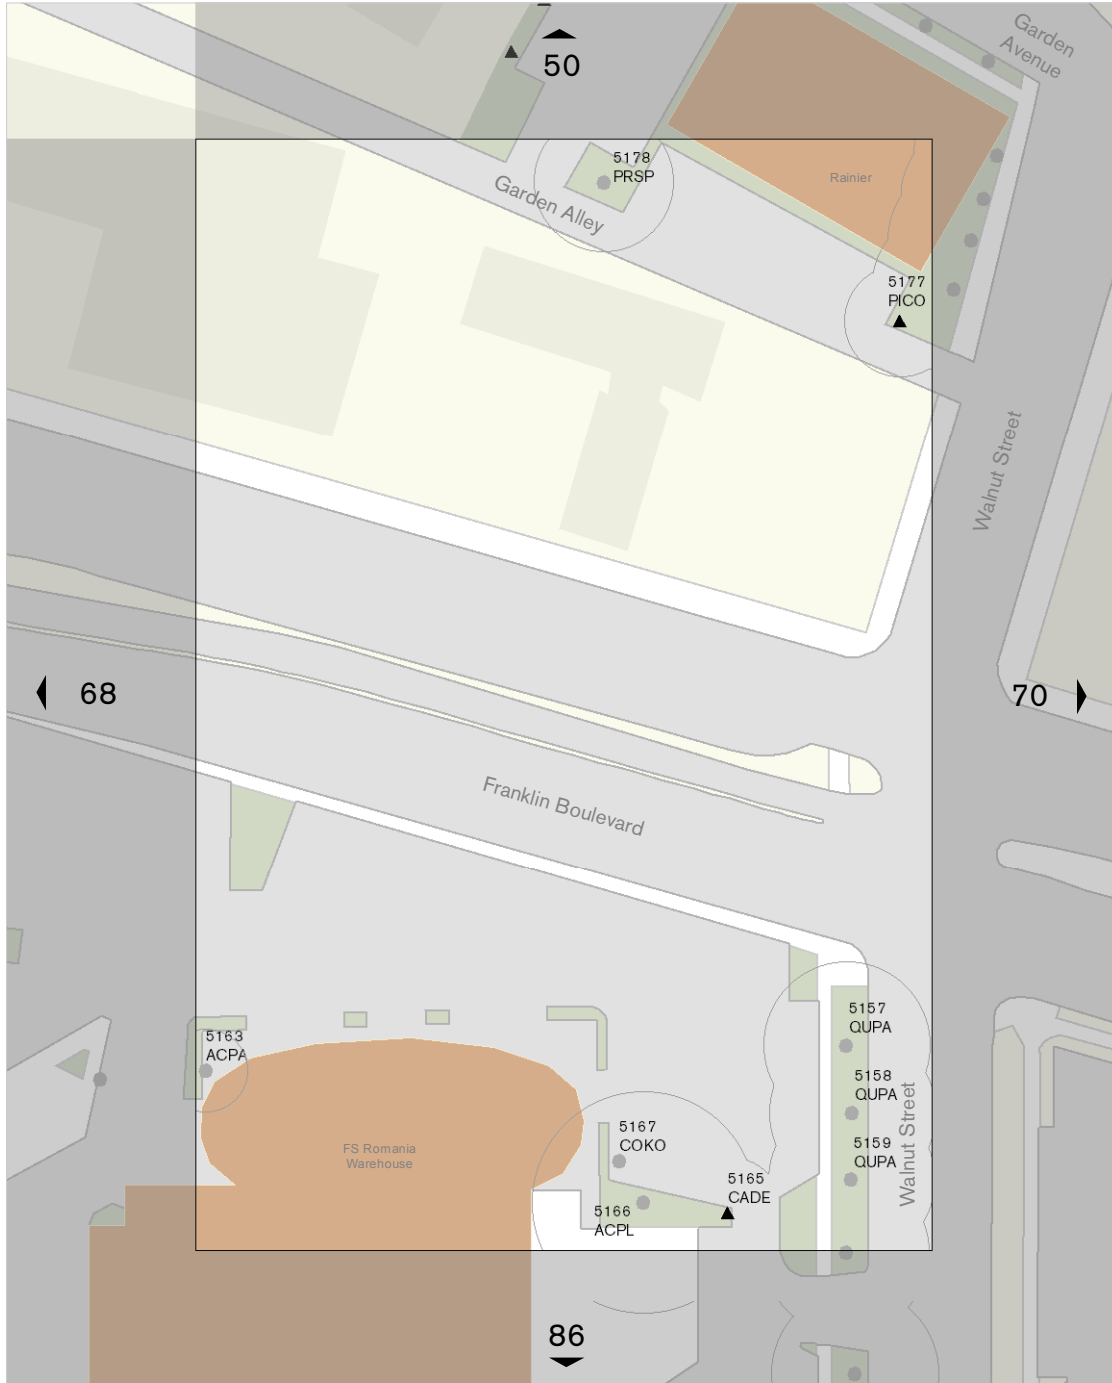 Garden
Avenue
50
5178
PRSP
Rainier
Garden Alley
5177
PICO
Walnut Street
68
70
Franklin Boulevard
5157
QUPA
5163
ACPA
5158
QUPA
5167
COKO
5159
QUPA
Walnut Street
FS Romania
Warehouse
5165
CADE
5166
ACPL
86